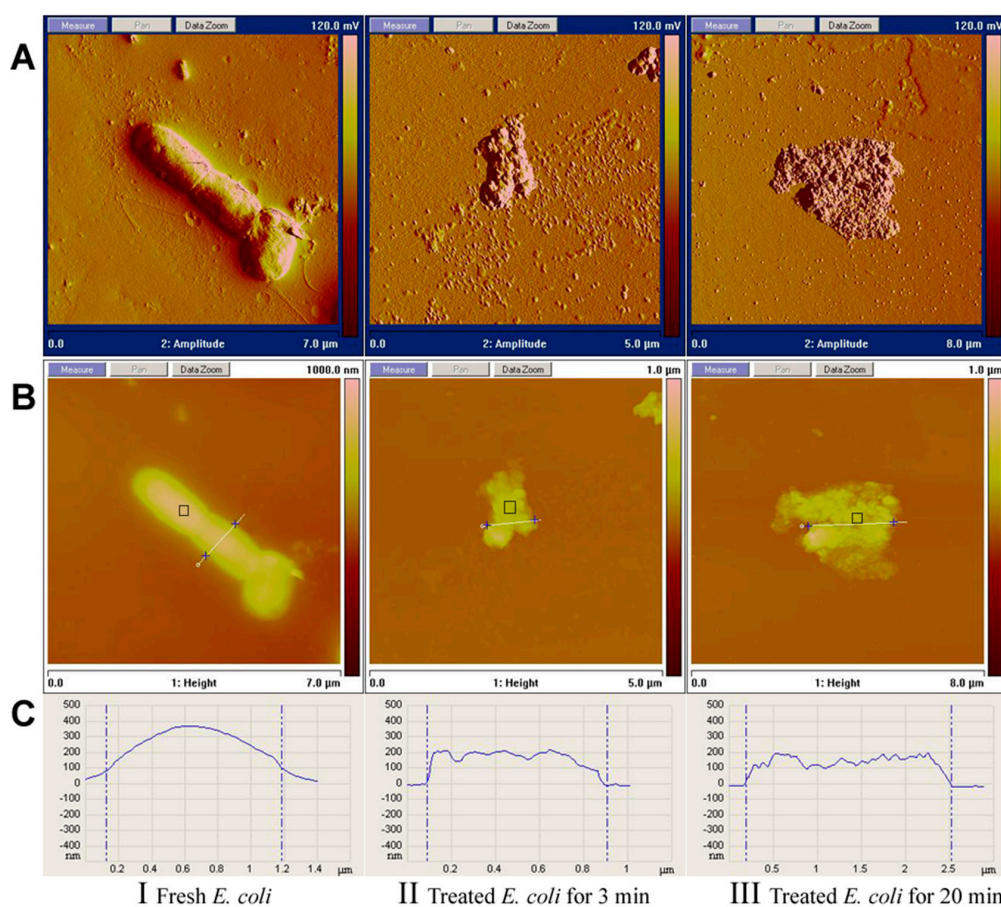 Measure Pan Data Zoom 120.0 mV
Measure Pan Data Zoom 120.0 mV
Measure Pan Data Zoom 120.0 mV
A
0.0 2: Amplitude 7.0 µm
0.0 2: Amplitude 5.0 µm
0.0 2: Amplitude 8.0 µm
Measure Pan Data Zoom 1000.0 nm
Measure Pan Data Zoom 1.0 µm
Measure Pan Data Zoom 1.0 µm
B
0.0 1: Height 7.0 µm
0.0 1: Height 5.0 µm
0.0 1: Height 8.0 µm
C
500
400
300
200
100
0
-100
-200
-300
-400
nm
0.2 0.4 0.6 0.8 1.0 1.2 1.4 µm
500
400
300
200
100
0
-100
-200
-300
-400
nm
0.2 0.4 0.6 0.8 1 µm
500
400
300
200
100
0
-100
-200
-300
-400
nm
0.5 1 1.5 2 2.5 µm
I Fresh E. coli
II Treated E. coli for 3 min
III Treated E. coli for 20 min